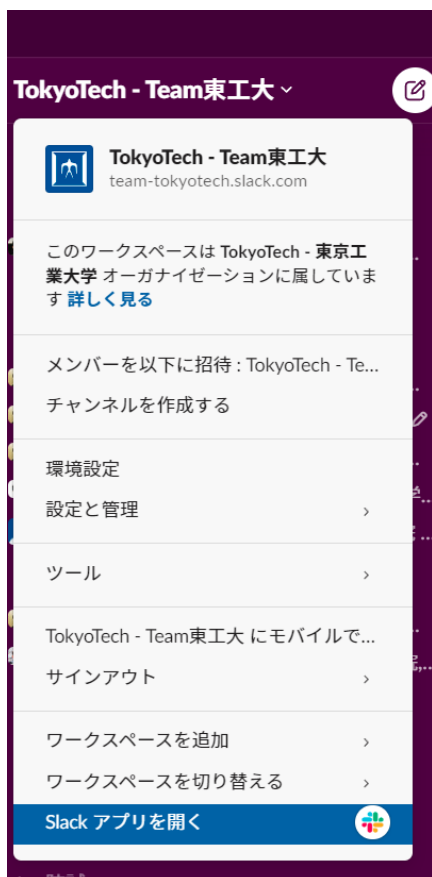 TokyoTech - Team東工大
TokyoTech - Team東工大
team-tokyotech.slack.com
このワークスペースは TokyoTech - 東京工
業大学 オーガナイゼーションに属していま
す 詳しく見る
メンバーを以下に招待 : TokyoTech - Te...
チャンネルを作成する
環境設定
設定と管理
ツール
TokyoTech - Team東工大 にモバイルで...
サインアウト
ワークスペースを追加
ワークスペースを切り替える
Slack アプリを開く